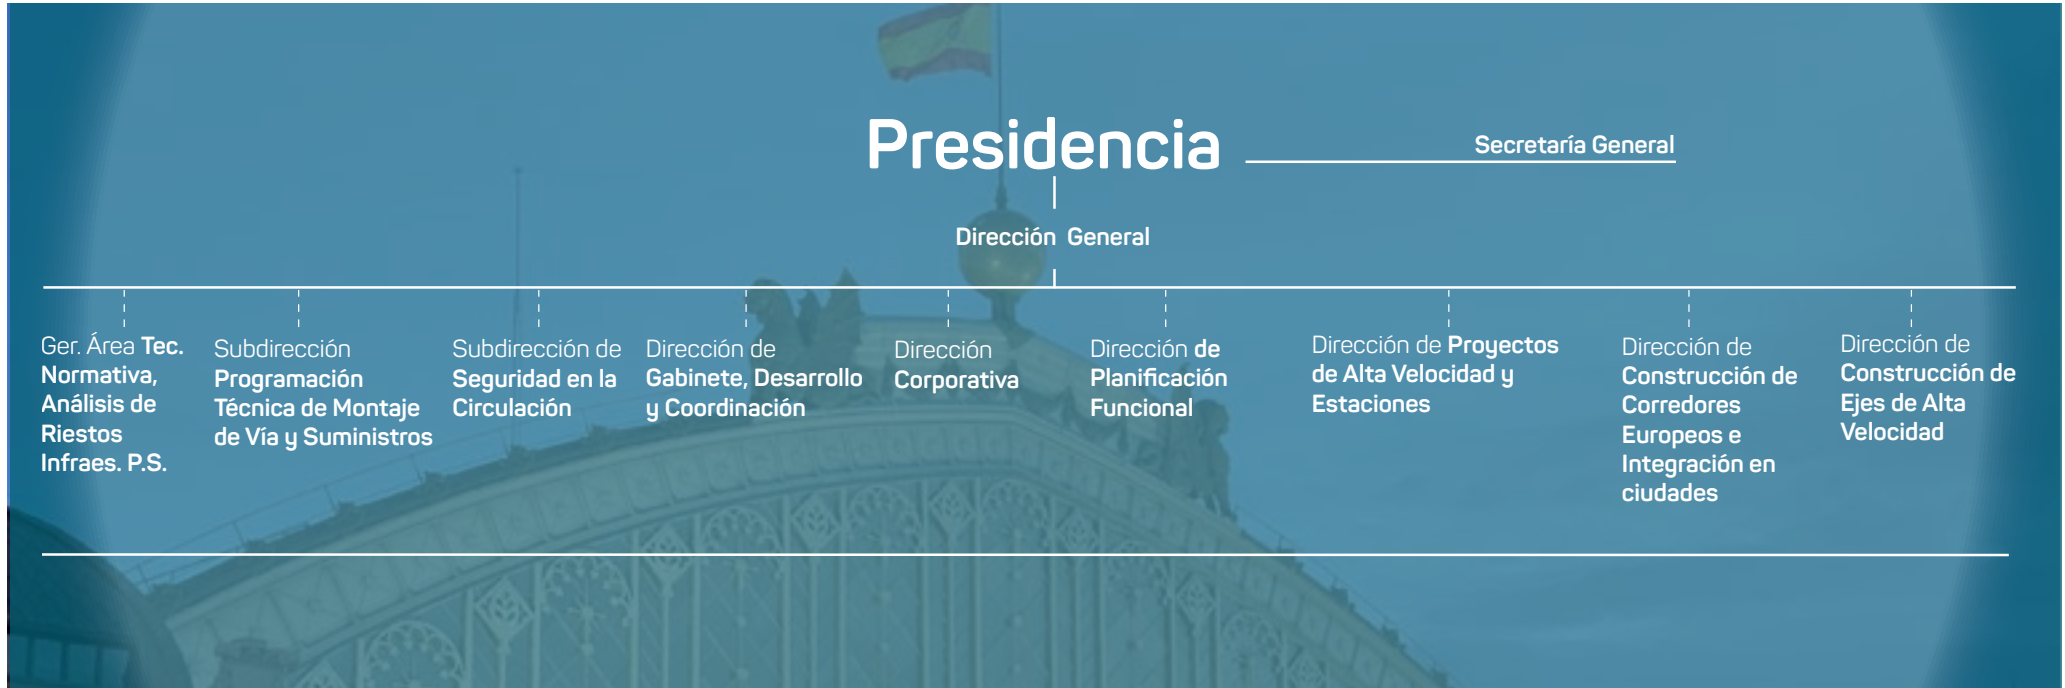 Presidencia
Secretaría General
Dirección General
Ger. Área Tec.
Normativa,
Análisis de
Riestos
Infraes. P.S.
Subdirección
Programación
Técnica de Montaje
de Vía y Suministros
Subdirección de
Seguridad en la
Circulación
Dirección de
Gabinete, Desarrollo
y Coordinación
Dirección
Corporativa
Dirección de
Planificación
Funcional
Dirección de Proyectos
de Alta Velocidad y
Estaciones
Dirección de
Construcción de
Corredores
Europeos e
Integración en
ciudades
Dirección de
Construcción de
Ejes de Alta
Velocidad